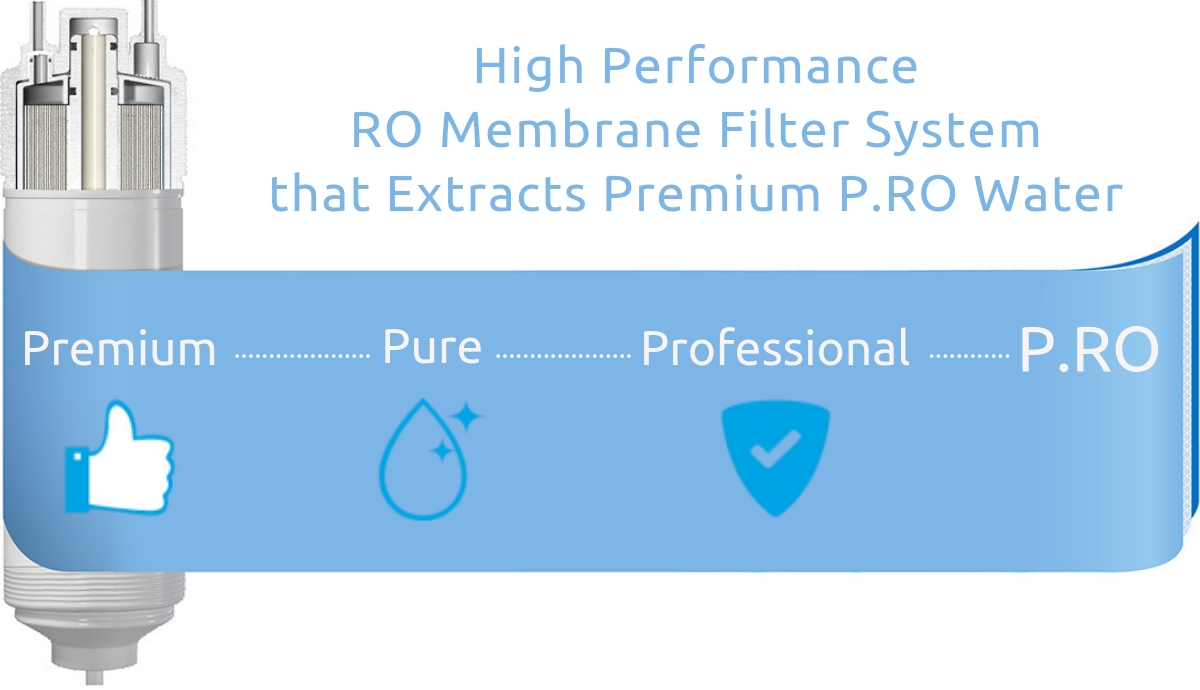 High Performance
RO Membrane Filter System
that Extracts Premium P.RO Water
Premium .................... Pure .................... Professional ............ P.RO